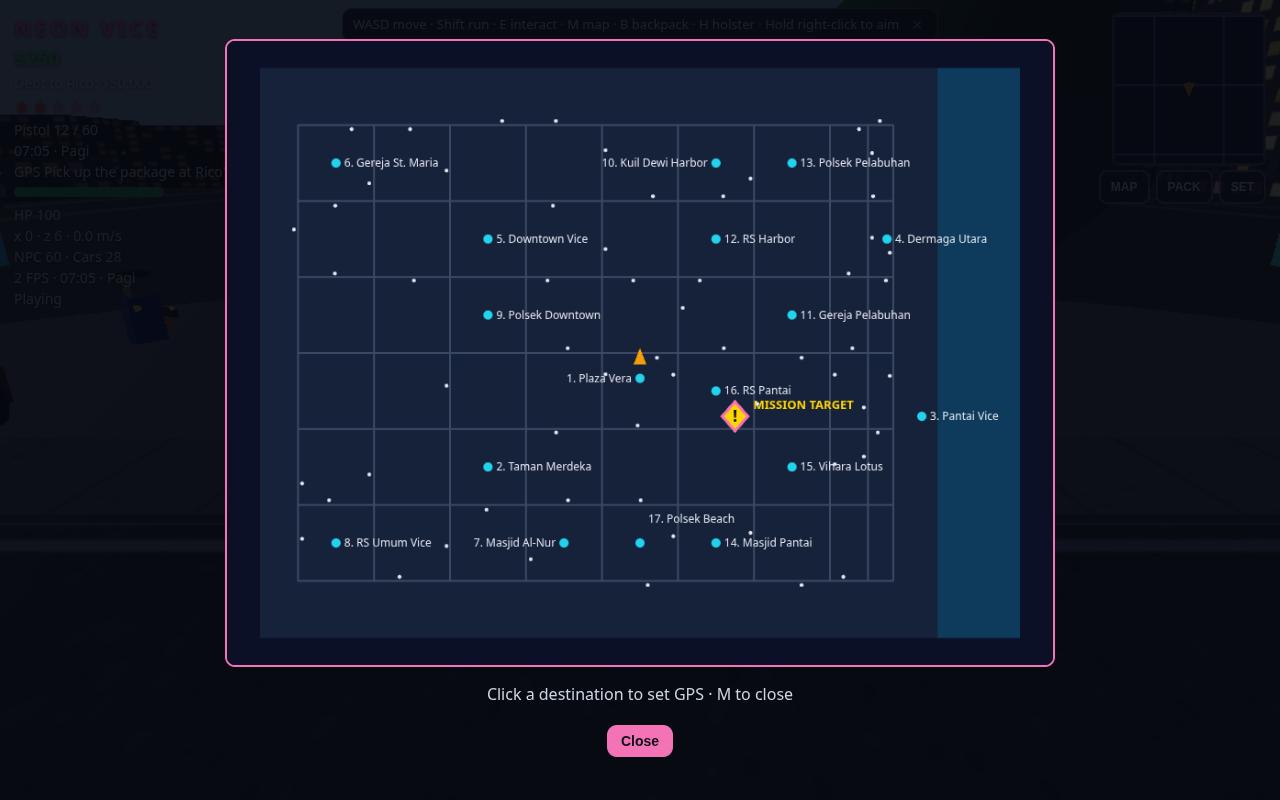 NEON VICE
WASD move · Shift run · E interact · M map · B backpack · H holster · Hold right-click to aim ×
Pistol 12 / 60
07:05 · Pagi
GPS Pick up the package at Rico
HP 100
x 0 · z 6 · 0.0 m/s
NPC 60 · Cars 28
2 FPS · 07:05 · Pagi
Playing
MAP
PACK
SET
6. Gereja St. Maria
10. Kuil Dewi Harbor
13. Polsek Pelabuhan
5. Downtown Vice
12. RS Harbor
4. Dermaga Utara
9. Polsek Downtown
11. Gereja Pelabuhan
1. Plaza Vera
16. RS Pantai
! MISSION TARGET
3. Pantai Vice
2. Taman Merdeka
15. Vihara Lotus
17. Polsek Beach
8. RS Umum Vice
7. Masjid Al-Nur
14. Masjid Pantai
Click a destination to set GPS · M to close
Close